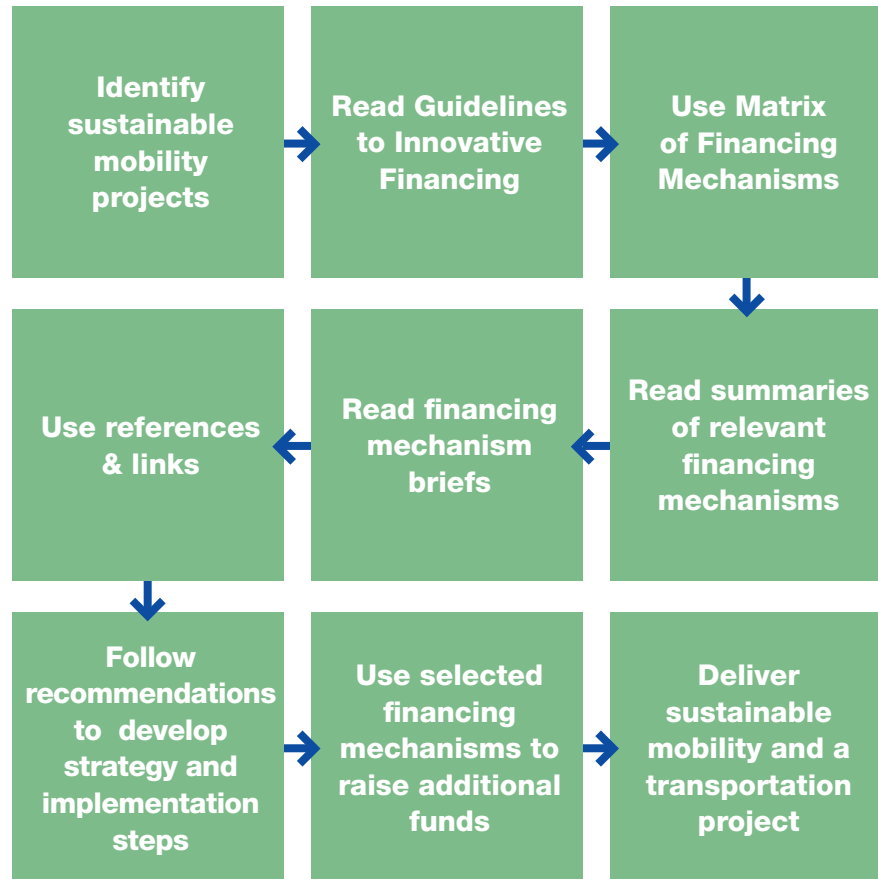 Identify
sustainable
mobility
projects
Read Guidelines
to Innovative
Financing
Use Matrix
of Financing
Mechanisms
Read summaries
of relevant
financing
mechanisms
Read financing
mechanism
briefs
Use references
& links
Follow
recommendations
to develop
strategy and
implementation
steps
Use selected
financing
mechanisms to
raise additional
funds
Deliver
sustainable
mobility and a
transportation
project